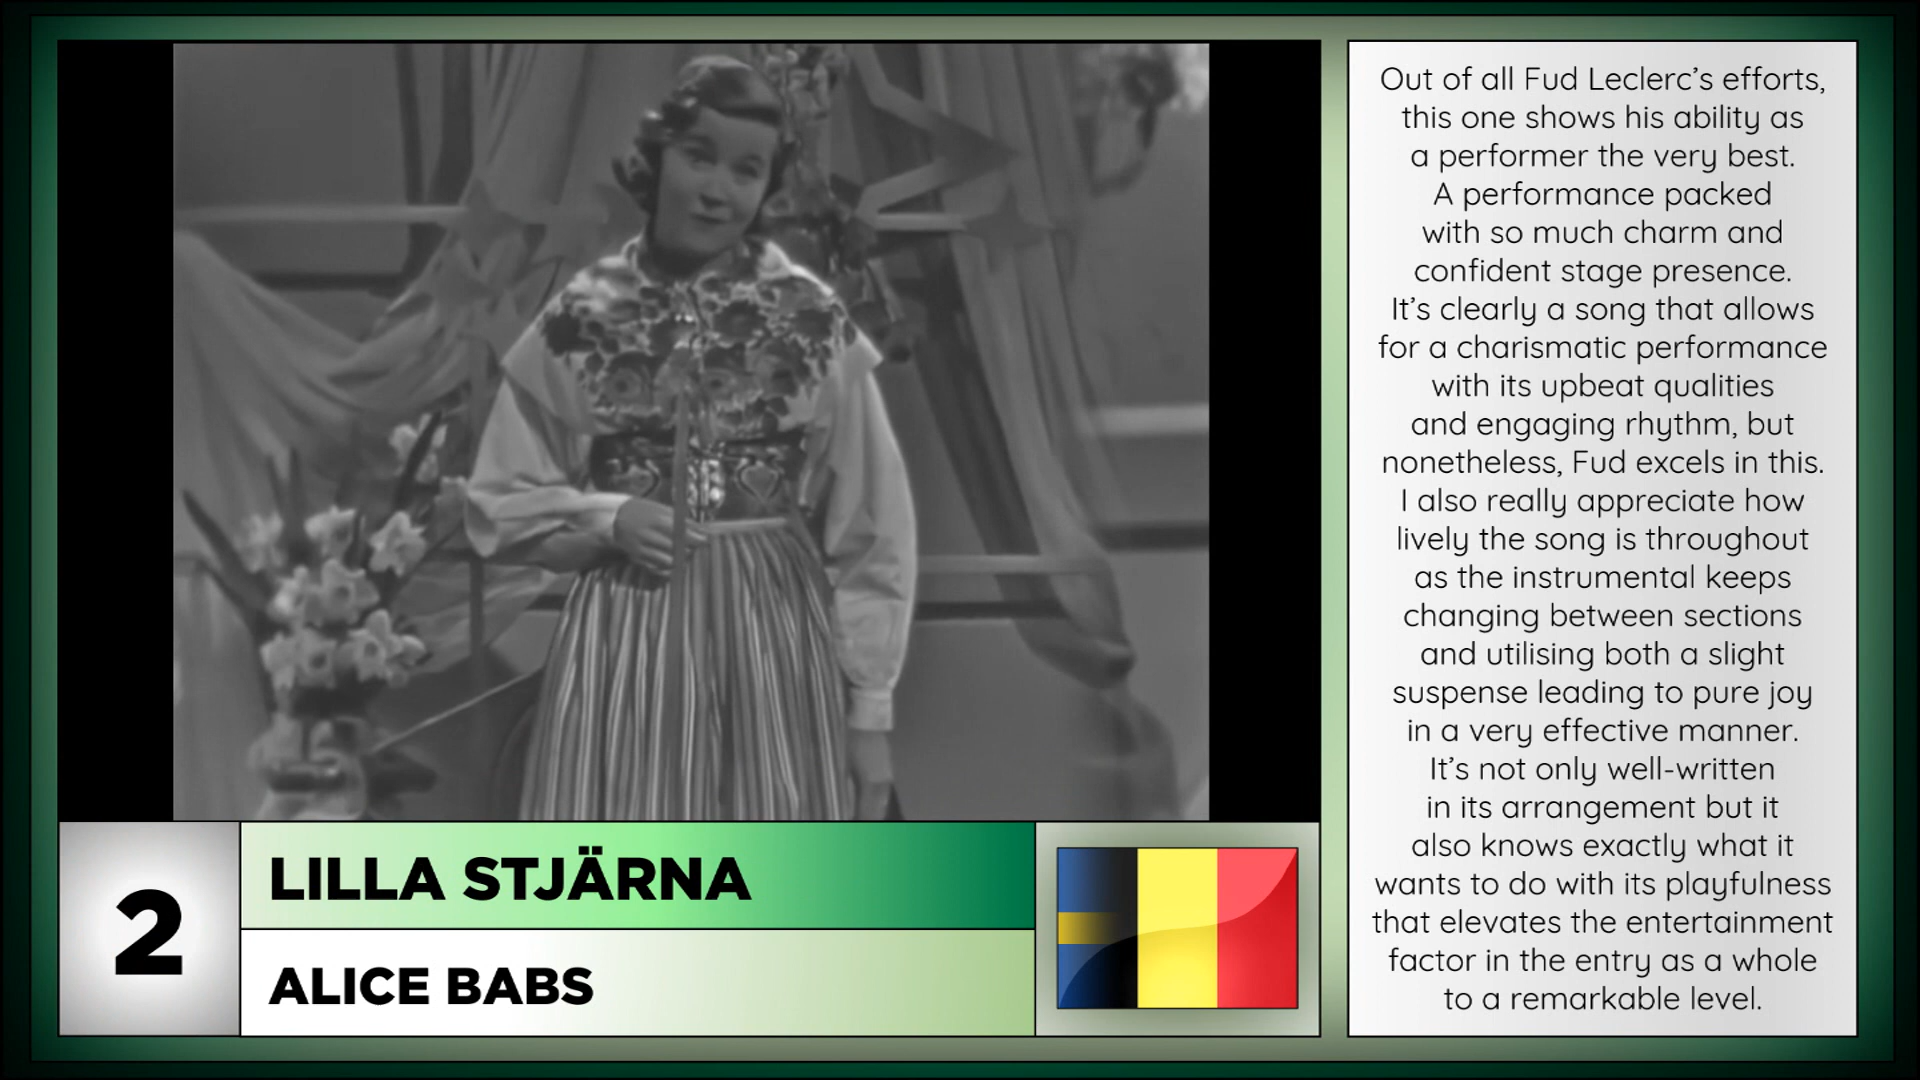 2
LILLA STJÄRNA
ALICE BABS
Out of all Fud Leclerc’s efforts,
this one shows his ability as
a performer the very best.
A performance packed
with so much charm and
confident stage presence.
It’s clearly a song that allows
for a charismatic performance
with its upbeat qualities
and engaging rhythm, but
nonetheless, Fud excels in this.
I also really appreciate how
lively the song is throughout
as the instrumental keeps
changing between sections
and utilising both a slight
suspense leading to pure joy
in a very effective manner.
It’s not only well-written
in its arrangement but it
also knows exactly what it
wants to do with its playfulness
that elevates the entertainment
factor in the entry as a whole
to a remarkable level.